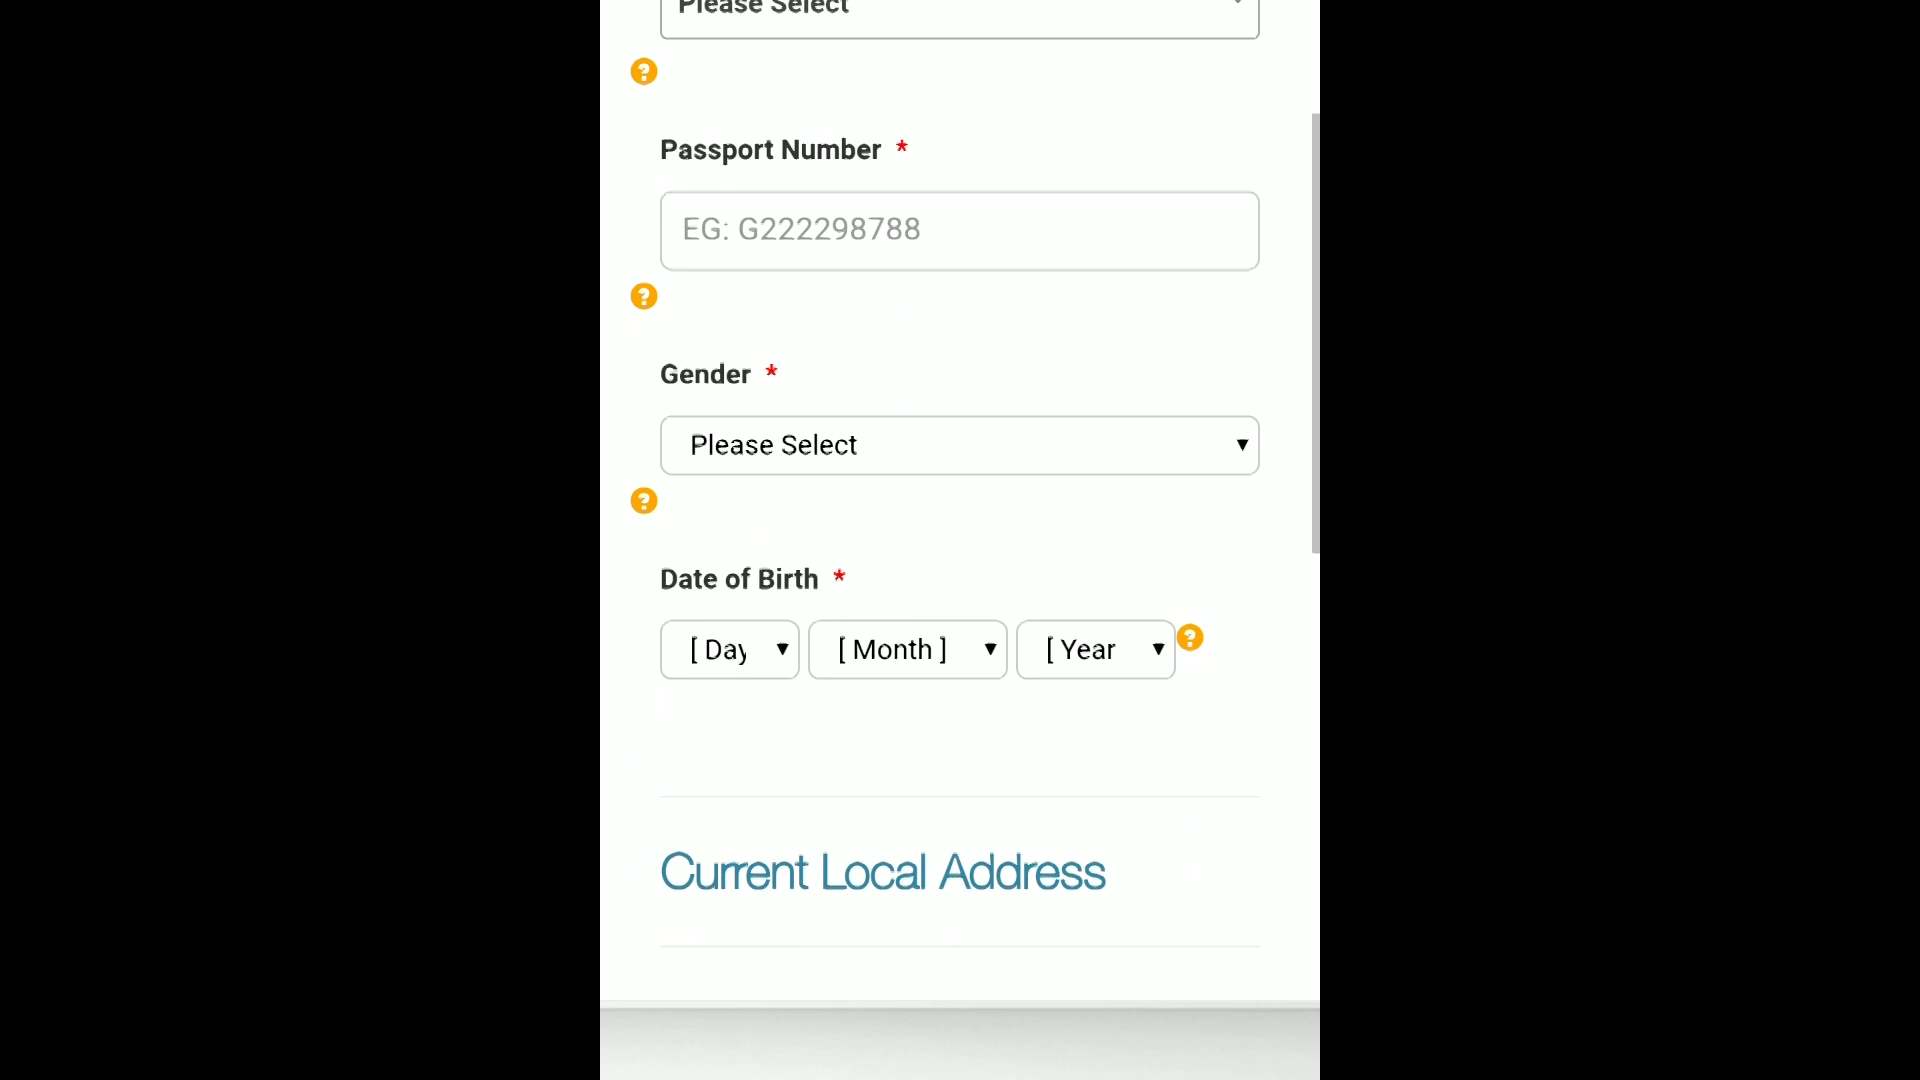 Please Select
Passport Number *
EG: G222298788
Gender *
Please Select
Date of Birth *
[ Day [ Month ] [ Year
Current Local Address